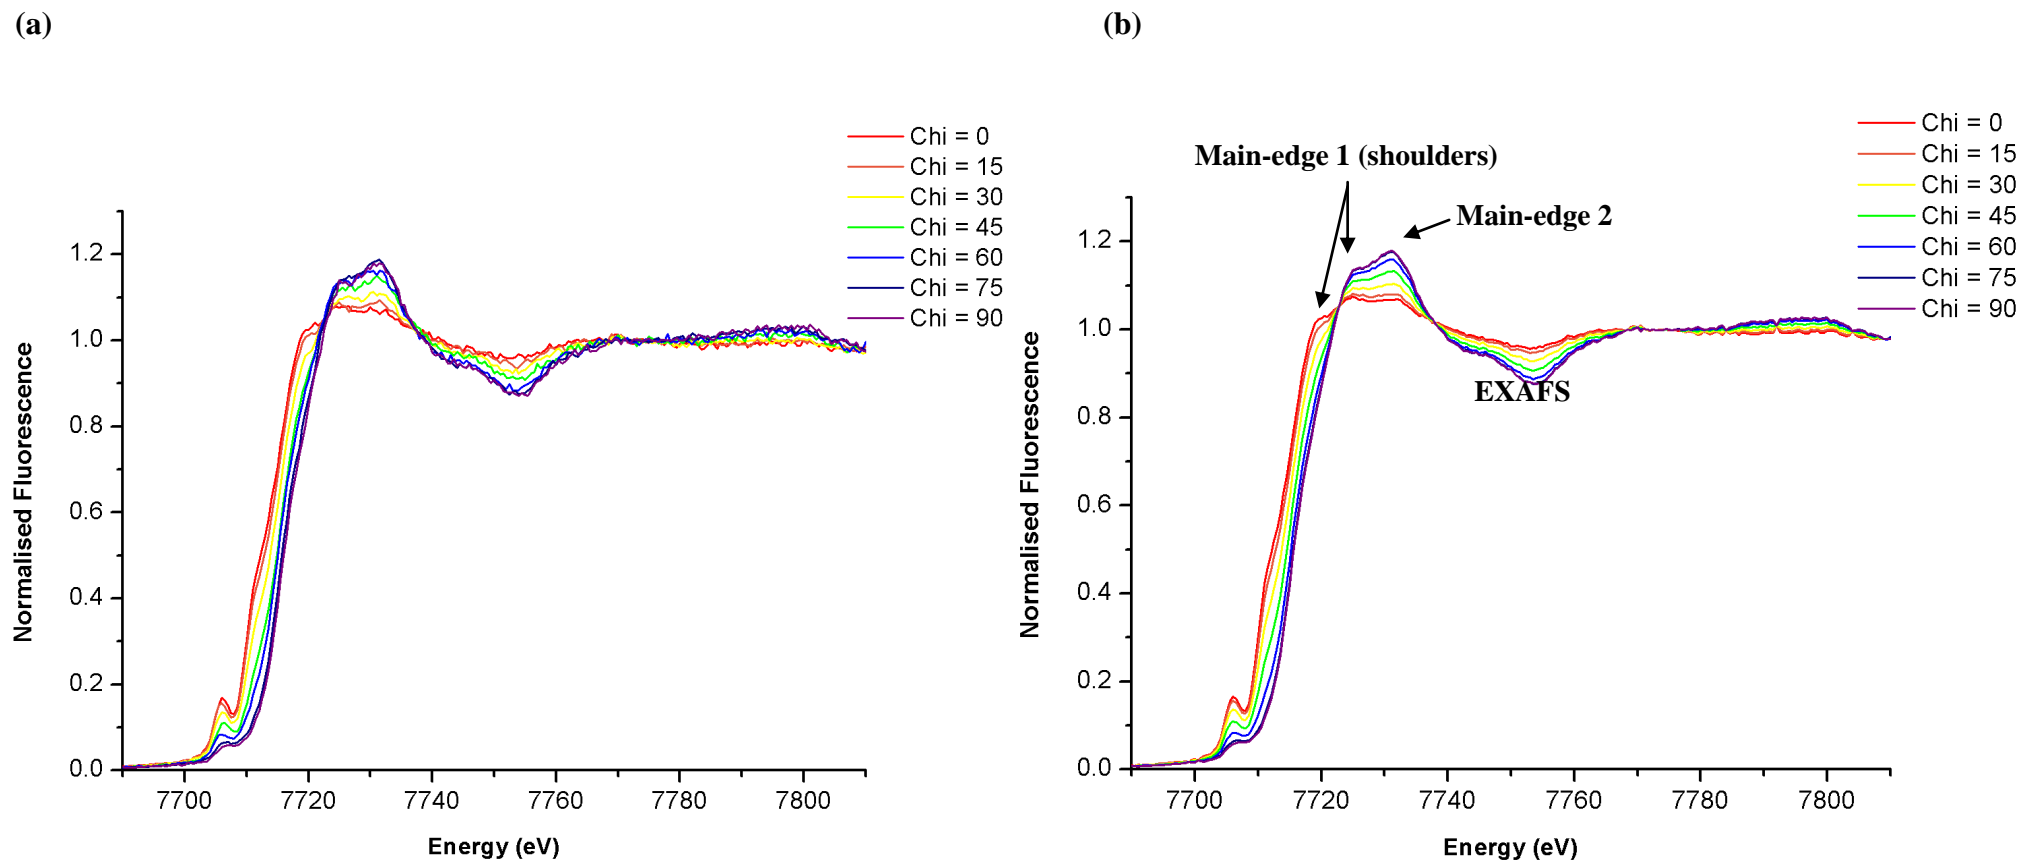 (a)
(b)
Chi = 0
Chi = 15
Chi = 30
Chi = 45
Chi = 60
Chi = 75
Chi = 90
1.2
1.0
0.8
0.6
0.4
0.2
0.0
Normalised Fluorescence
7700
7720
7740
7760
7780
7800
Energy (eV)
Chi = 0
Chi = 15
Chi = 30
Chi = 45
Chi = 60
Chi = 75
Chi = 90
Main-edge 1 (shoulders)
Main-edge 2
EXAFS
1.2
1.0
0.8
0.6
0.4
0.2
0.0
Normalised Fluorescence
7700
7720
7740
7760
7780
7800
Energy (eV)